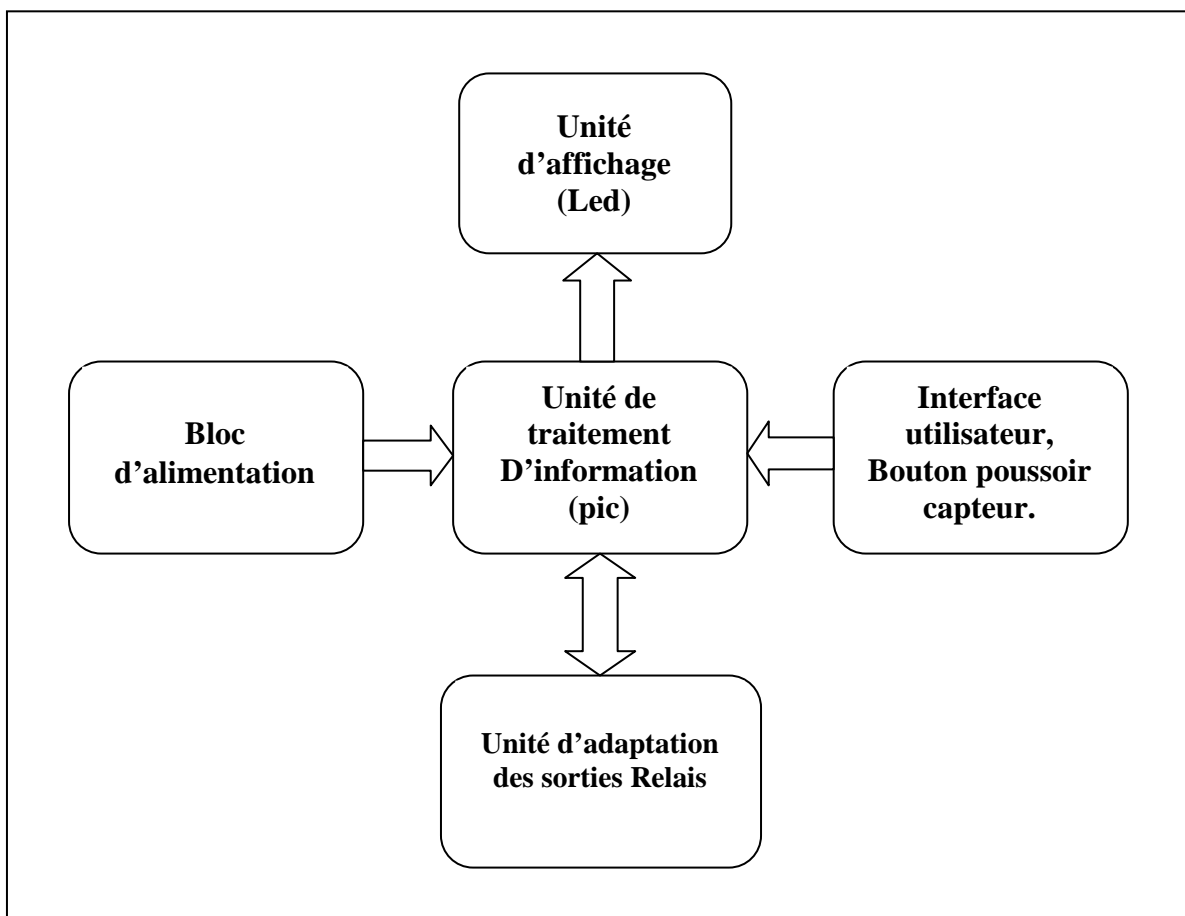 Unité
d’affichage
(Led)
Bloc
d’alimentation
Unité de
traitement
D’information
(pic)
Interface
utilisateur,
Bouton poussoir
capteur.
Unité d’adaptation
des sorties Relais